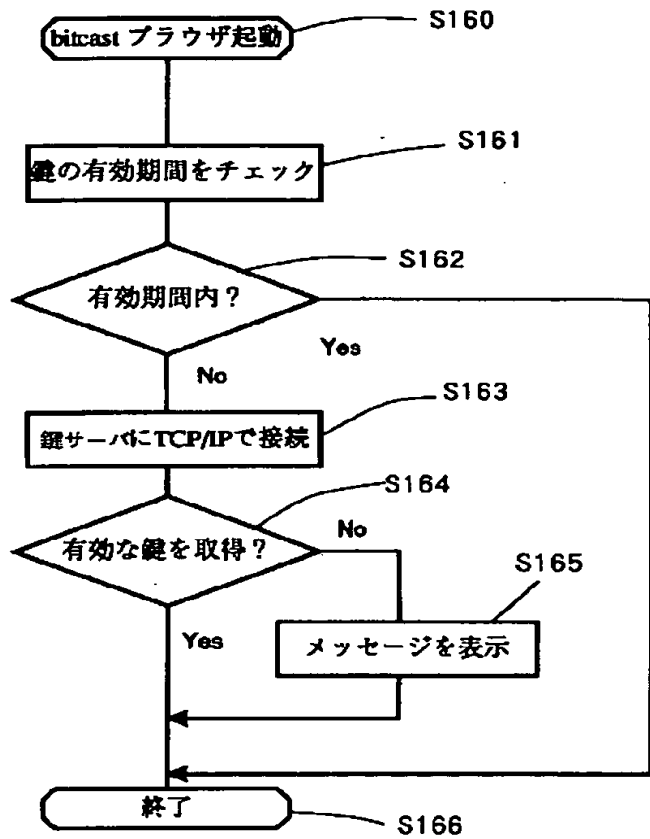 bitcast ブラウザ起動
S160
鍵の有効期間をチェック
S161
有効期間内？
S162
Yes
No
鍵サーバにTCP/IPで接続
S163
有効な鍵を取得？
S164
No
Yes
メッセージを表示
S165
終了
S166